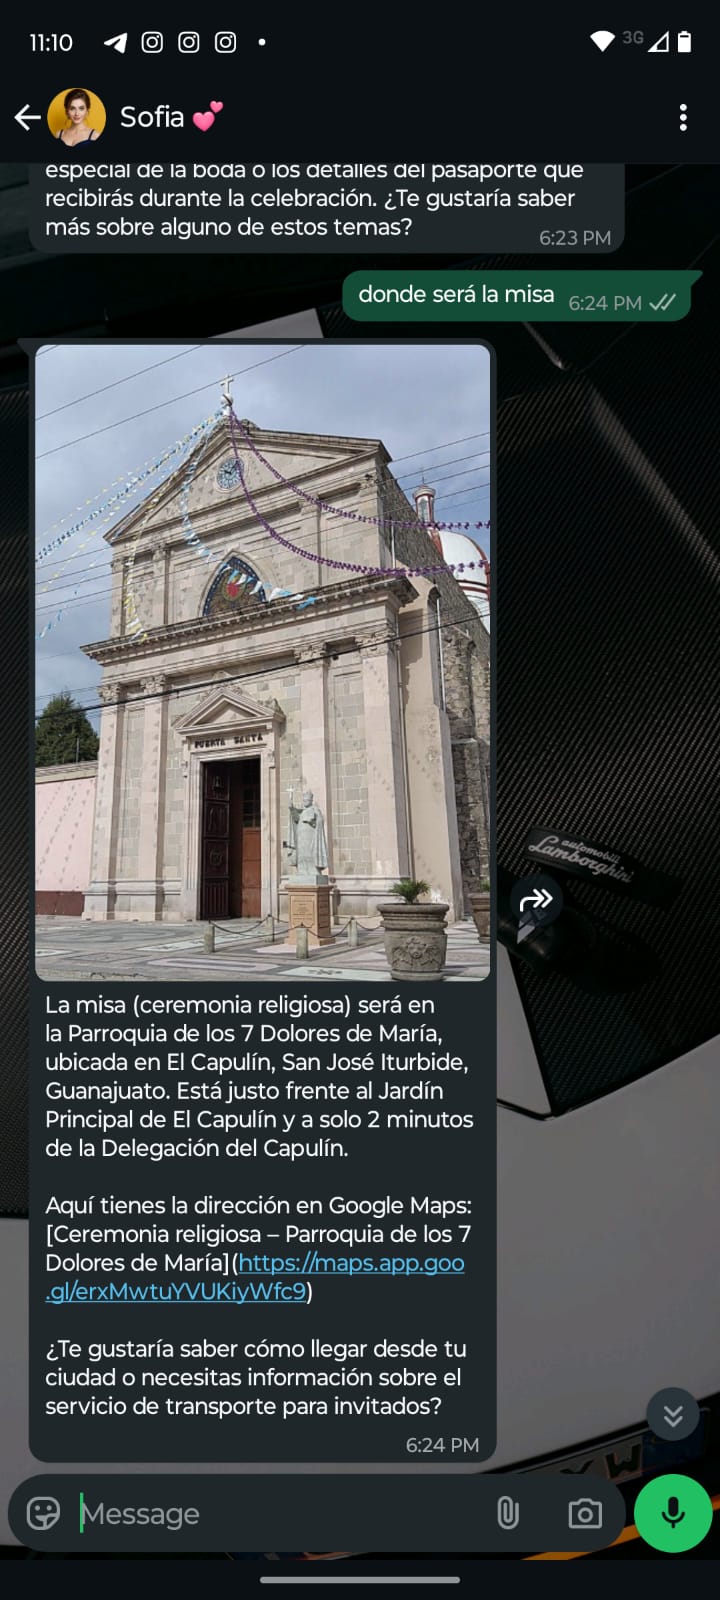 11:10
3G
Sofia 💕
especial de la boda o los detalles del pasaporte que
recibirás durante la celebración. ¿Te gustaría saber
más sobre alguno de estos temas?
6:23 PM
donde será la misa
6:24 PM
PUERTA SANTA
automobili
Lamborghini
La misa (ceremonia religiosa) será en
la Parroquia de los 7 Dolores de María,
ubicada en El Capulín, San José Iturbide,
Guanajuato. Está justo frente al Jardín
Principal de El Capulín y a solo 2 minutos
de la Delegación del Capulín.
Aquí tienes la dirección en Google Maps:
[Ceremonia religiosa – Parroquia de los 7
Dolores de María](https://maps.app.goo
.gl/erxMwtuYVUKiyWfc9)
¿Te gustaría saber cómo llegar desde tu
ciudad o necesitas información sobre el
servicio de transporte para invitados?
6:24 PM
Message